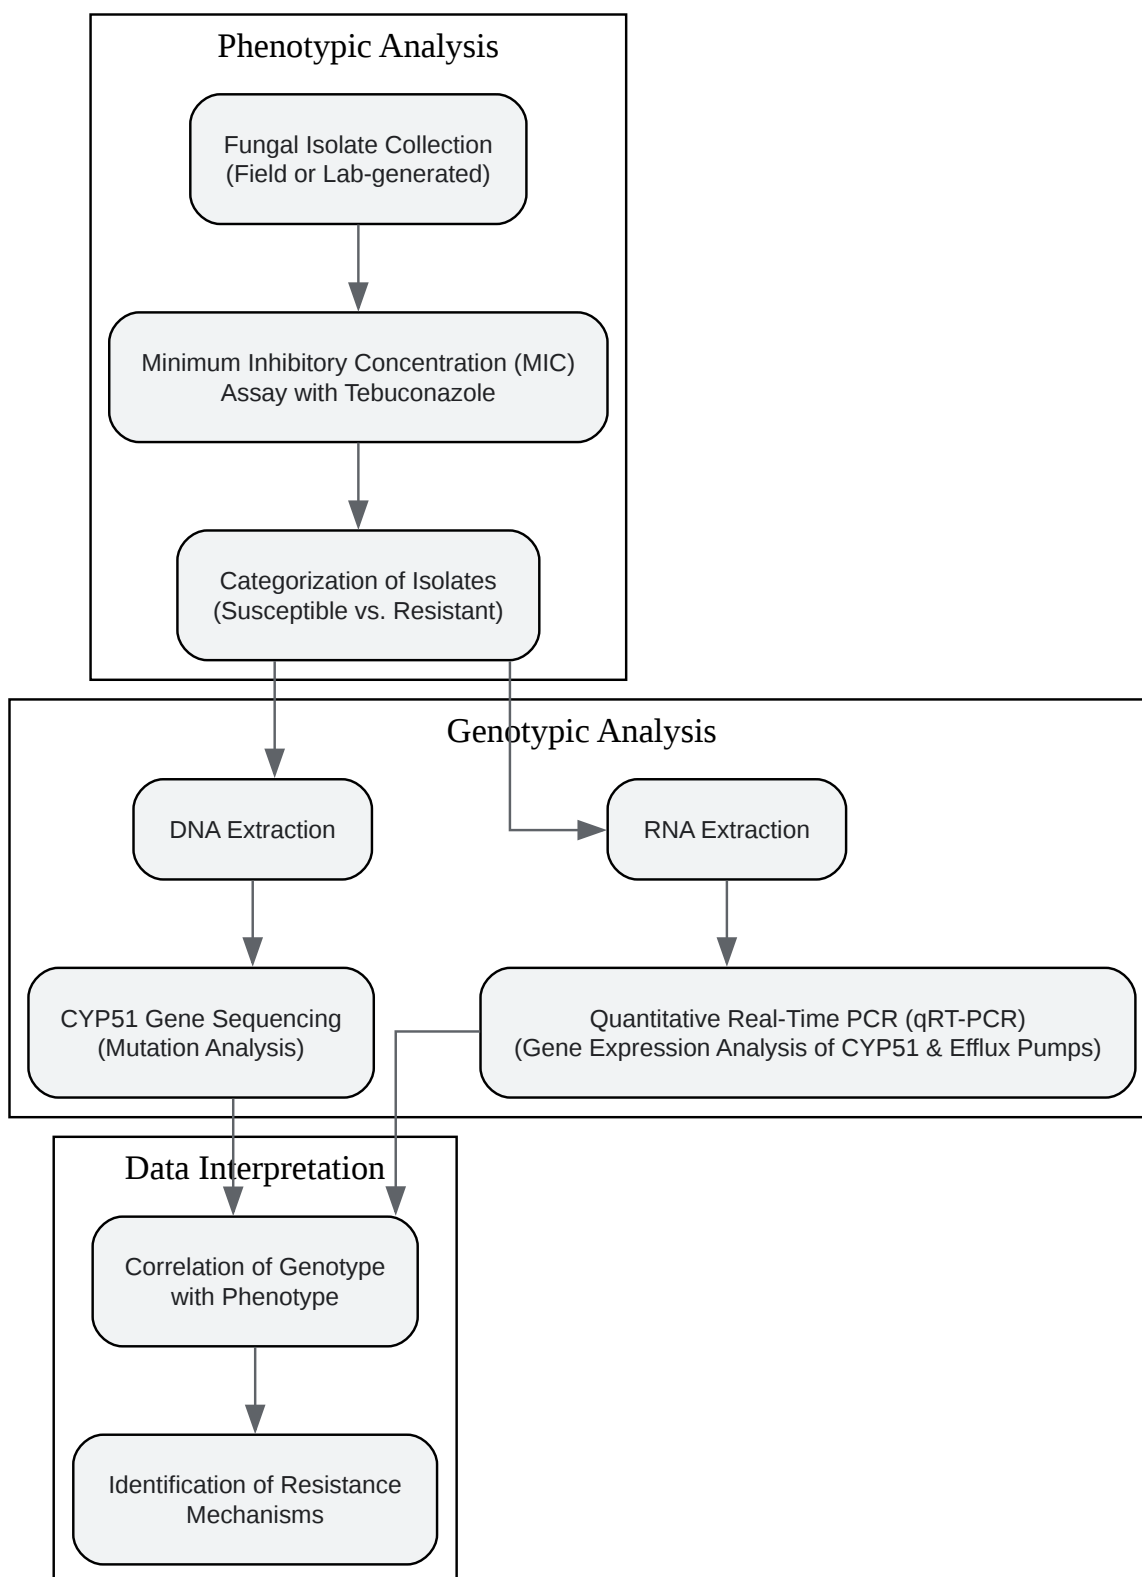 Phenotypic Analysis
Fungal Isolate Collection
(Field or Lab-generated)
Minimum Inhibitory Concentration (MIC)
Assay with Tebuconazole
Categorization of Isolates
(Susceptible vs. Resistant)
Genotypic Analysis
DNA Extraction
RNA Extraction
CYP51 Gene Sequencing
(Mutation Analysis)
Quantitative Real-Time PCR (qRT-PCR)
(Gene Expression Analysis of CYP51 & Efflux Pumps)
Data Interpretation
Correlation of Genotype
with Phenotype
Identification of Resistance
Mechanisms